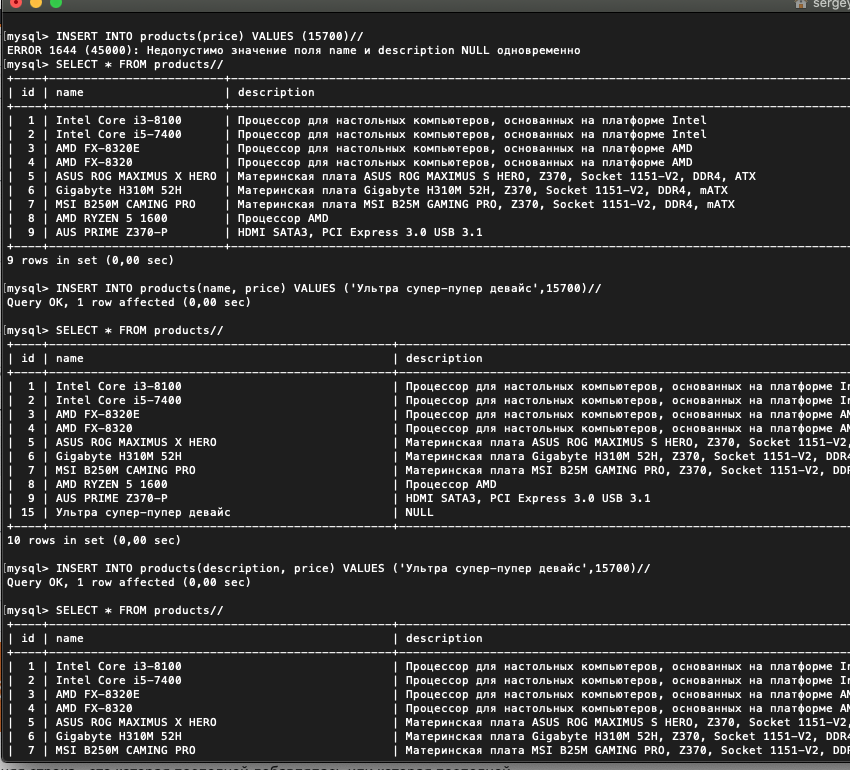 sergey
mysql> INSERT INTO products(price) VALUES (15700)//
ERROR 1644 (45000): Недопустимо значение поля name и description NULL одновременно
mysql> SELECT * FROM products//
| id | name | description
| 1 | Intel Core i3-8100 | Процессор для настольных компьютеров, основанных на платформе Intel
| 2 | Intel Core i5-7400 | Процессор для настольных компьютеров, основанных на платформе Intel
| 3 | AMD FX-8320E | Процессор для настольных компьютеров, основанных на платформе AMD
| 4 | AMD FX-8320 | Процессор для настольных компьютеров, основанных на платформе AMD
| 5 | ASUS ROG MAXIMUS X HERO | Материнская плата ASUS ROG MAXIMUS S HERO, Z370, Socket 1151-V2, DDR4, ATX
| 6 | Gigabyte H310M 52H | Материнская плата Gigabyte H310M 52H, Z370, Socket 1151-V2, DDR4, mATX
| 7 | MSI B250M CAMING PRO | Материнская плата MSI B25M GAMING PRO, Z370, Socket 1151-V2, DDR4, mATX
| 8 | AMD RYZEN 5 1600 | Процессор AMD
| 9 | AUS PRIME Z370-P | HDMI SATA3, PCI Express 3.0 USB 3.1
9 rows in set (0,00 sec)
mysql> INSERT INTO products(name, price) VALUES ('Ультра супер-пупер девайс',15700)//
Query OK, 1 row affected (0,00 sec)
mysql> SELECT * FROM products//
| id | name | description
| 1 | Intel Core i3-8100 | Процессор для настольных компьютеров, основанных на платформе In
| 2 | Intel Core i5-7400 | Процессор для настольных компьютеров, основанных на платформе In
| 3 | AMD FX-8320E | Процессор для настольных компьютеров, основанных на платформе AM
| 4 | AMD FX-8320 | Процессор для настольных компьютеров, основанных на платформе AM
| 5 | ASUS ROG MAXIMUS X HERO | Материнская плата ASUS ROG MAXIMUS S HERO, Z370, Socket 1151-V2,
| 6 | Gigabyte H310M 52H | Материнская плата Gigabyte H310M 52H, Z370, Socket 1151-V2, DDR4
| 7 | MSI B250M CAMING PRO | Материнская плата MSI B25M GAMING PRO, Z370, Socket 1151-V2, DDR
| 8 | AMD RYZEN 5 1600 | Процессор AMD
| 9 | AUS PRIME Z370-P | HDMI SATA3, PCI Express 3.0 USB 3.1
| 15 | Ультра супер-пупер девайс | NULL
10 rows in set (0,00 sec)
mysql> INSERT INTO products(description, price) VALUES ('Ультра супер-пупер девайс',15700)//
Query OK, 1 row affected (0,00 sec)
mysql> SELECT * FROM products//
| id | name | description
| 1 | Intel Core i3-8100 | Процессор для настольных компьютеров, основанных на платформе In
| 2 | Intel Core i5-7400 | Процессор для настольных компьютеров, основанных на платформе In
| 3 | AMD FX-8320E | Процессор для настольных компьютеров, основанных на платформе AM
| 4 | AMD FX-8320 | Процессор для настольных компьютеров, основанных на платформе AM
| 5 | ASUS ROG MAXIMUS X HERO | Материнская плата ASUS ROG MAXIMUS S HERO, Z370, Socket 1151-V2,
| 6 | Gigabyte H310M 52H | Материнская плата Gigabyte H310M 52H, Z370, Socket 1151-V2, DDR4
| 7 | MSI B250M CAMING PRO | Материнская плата MSI B25M GAMING PRO, Z370, Socket 1151-V2, DDR